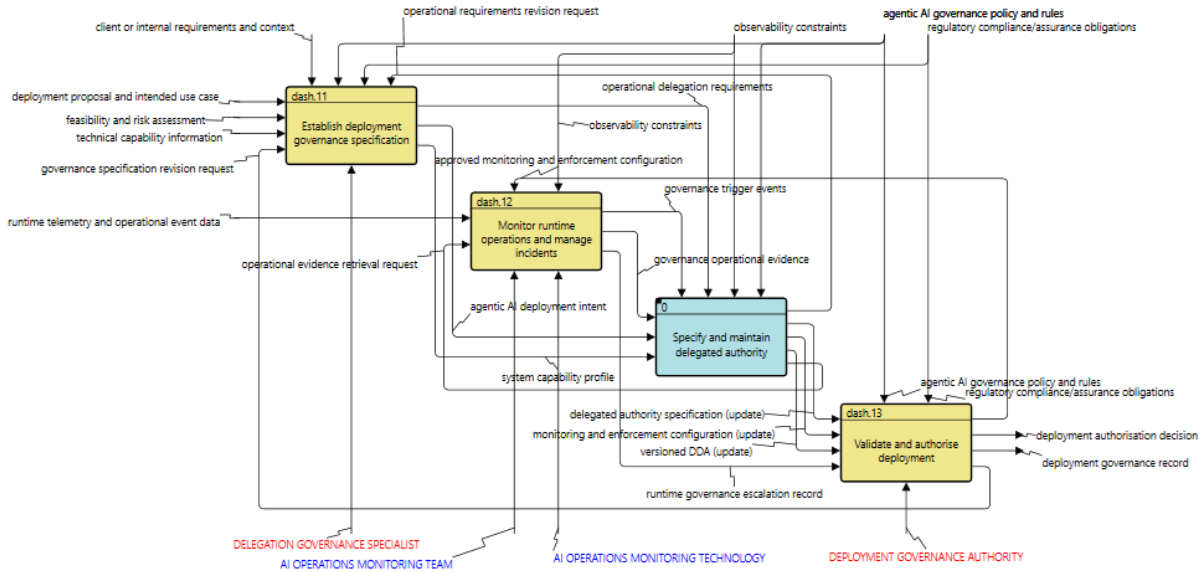 operational requirements revision request
client or internal requirements and context
observability constraints
agentic AI governance policy and rules
regulatory compliance/assurance obligations
deployment proposal and intended use case
feasibility and risk assessment
technical capability information
governance specification revision request
dash.11
Establish deployment
governance specification
operational delegation requirements
observability constraints
approved monitoring and enforcement configuration
governance trigger events
runtime telemetry and operational event data
operational evidence retrieval request
dash.12
Monitor runtime
operations and manage
incidents
governance operational evidence
agentic AI deployment intent
0
Specify and maintain
delegated authority
system capability profile
agentic AI governance policy and rules
regulatory compliance/assurance obligations
delegated authority specification (update)
monitoring and enforcement configuration (update)
versioned DDA (update)
dash.13
Validate and authorise
deployment
deployment authorisation decision
deployment governance record
runtime governance escalation record
DELEGATION GOVERNANCE SPECIALIST
AI OPERATIONS MONITORING TEAM
AI OPERATIONS MONITORING TECHNOLOGY
DEPLOYMENT GOVERNANCE AUTHORITY